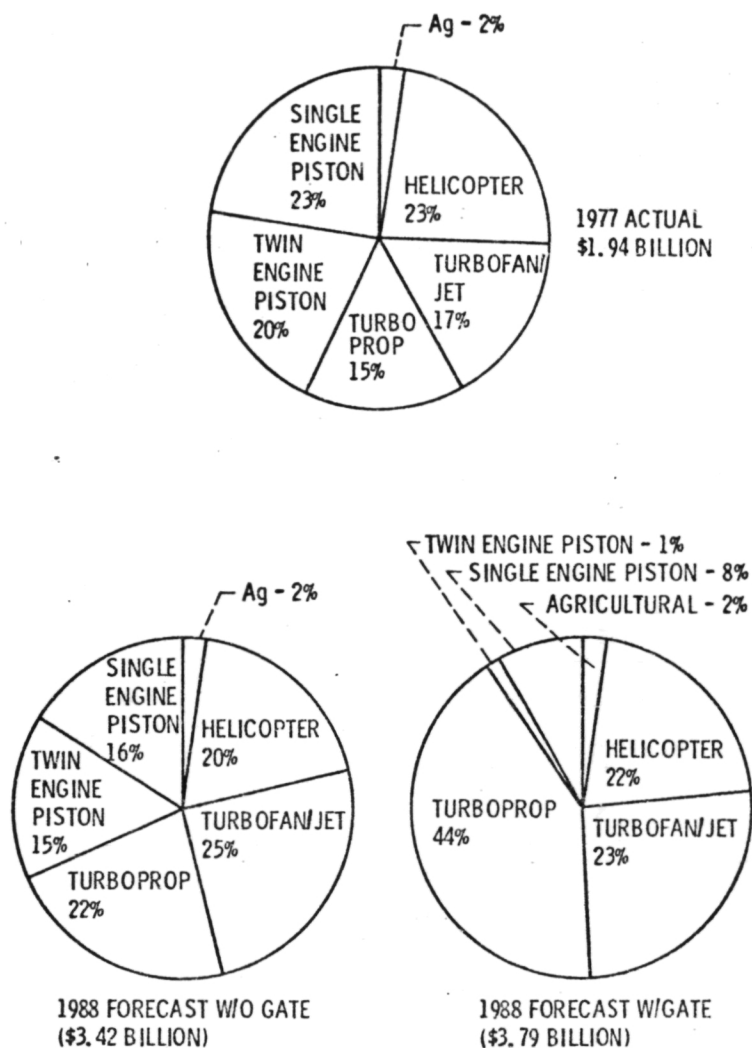 Ag - 2%
SINGLE
ENGINE
PISTON
23%
HELICOPTER
23%
1977 ACTUAL
$1.94 BILLION
TWIN
ENGINE
PISTON
20%
TURBOFAN/
JET
17%
TURBO
PROP
15%
Ag - 2%
SINGLE
ENGINE
PISTON
16%
HELICOPTER
20%
TWIN
ENGINE
PISTON
15%
TURBOFAN/JET
25%
TURBOPROP
22%
1988 FORECAST W/O GATE
($3.42 BILLION)
TWIN ENGINE PISTON - 1%
SINGLE ENGINE PISTON - 8%
AGRICULTURAL - 2%
HELICOPTER
22%
TURBOPROP
44%
TURBOFAN/JET
23%
1988 FORECAST W/GATE
($3.79 BILLION)